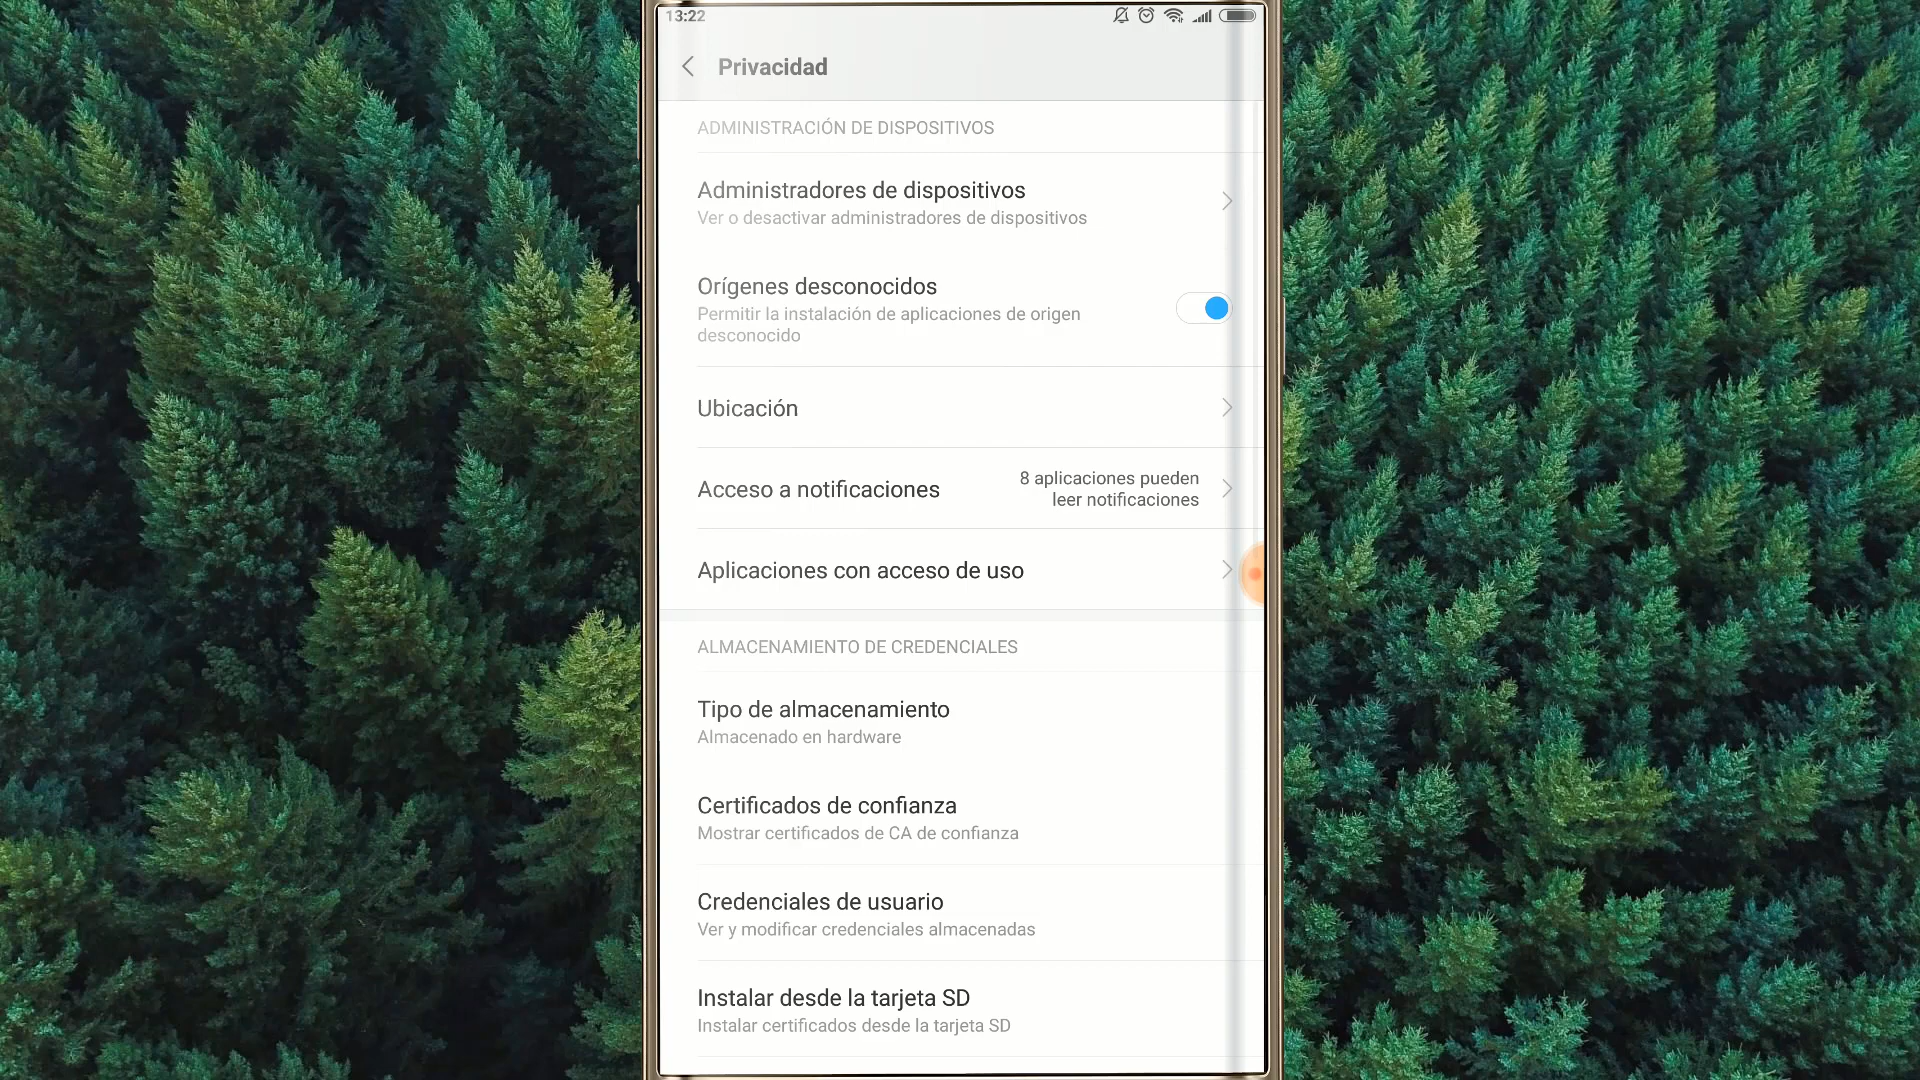 13:22
Privacidad
ADMINISTRACIÓN DE DISPOSITIVOS
Administradores de dispositivos
Ver o desactivar administradores de dispositivos
Orígenes desconocidos
Permitir la instalación de aplicaciones de origen
desconocido
Ubicación
Acceso a notificaciones
8 aplicaciones pueden
leer notificaciones
Aplicaciones con acceso de uso
ALMACENAMIENTO DE CREDENCIALES
Tipo de almacenamiento
Almacenado en hardware
Certificados de confianza
Mostrar certificados de CA de confianza
Credenciales de usuario
Ver y modificar credenciales almacenadas
Instalar desde la tarjeta SD
Instalar certificados desde la tarjeta SD